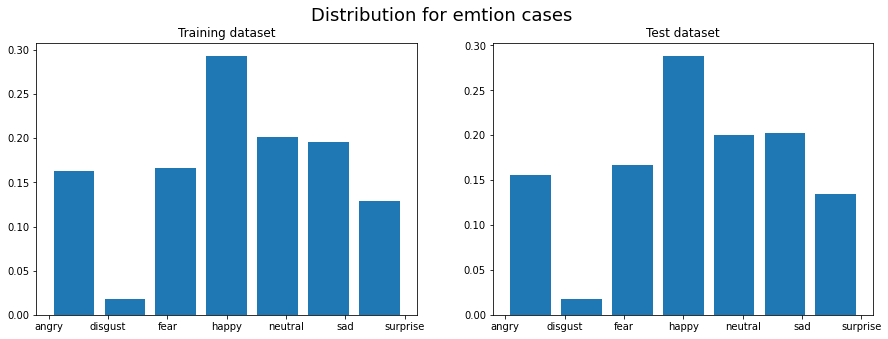 Distribution for emtion cases
Training dataset
0.30
0.25
0.20
0.15
0.10
0.05
0.00
angry disgust fear happy neutral sad surprise
Test dataset
0.30
0.25
0.20
0.15
0.10
0.05
0.00
angry disgust fear happy neutral sad surprise